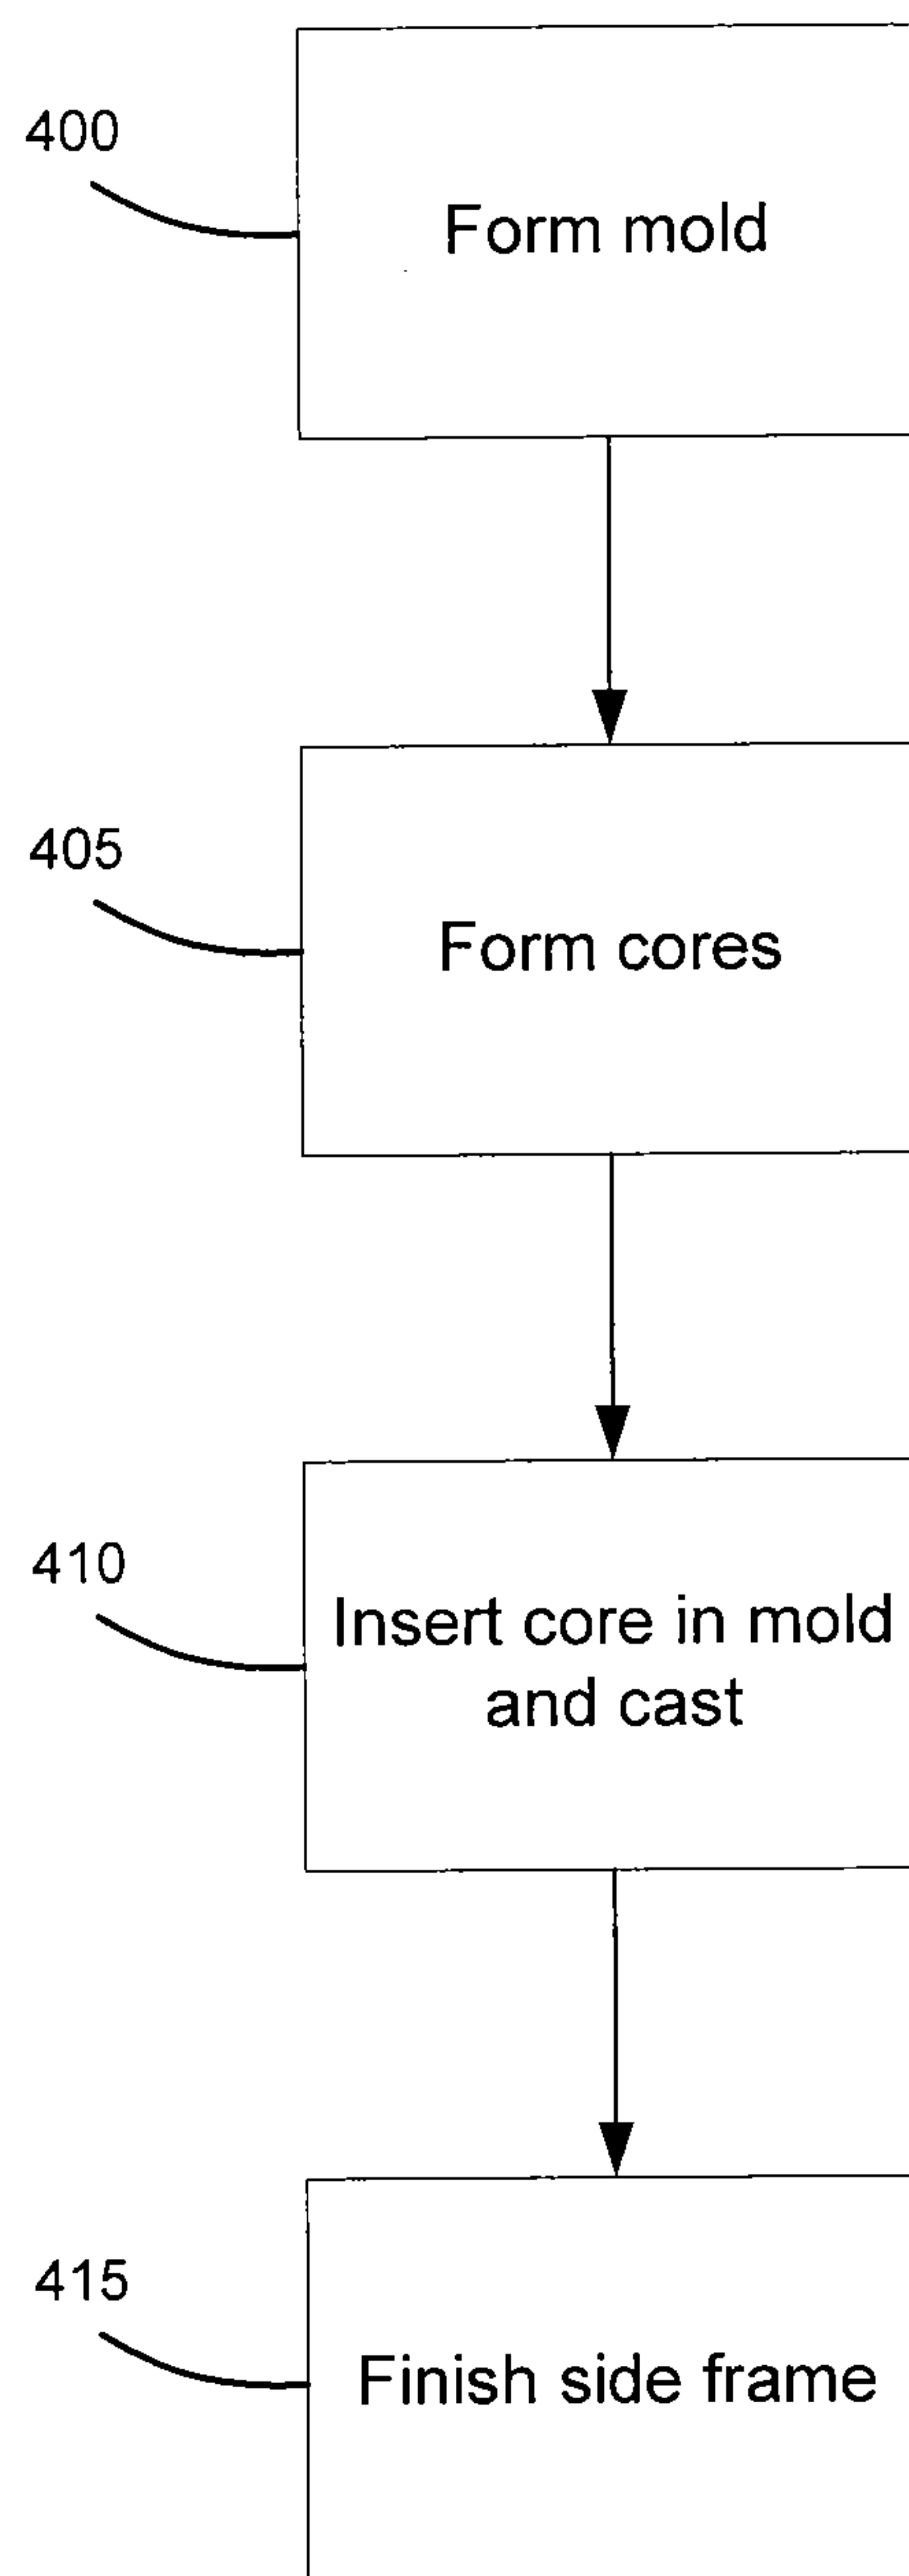 400
Form mold
405
Form cores
410
Insert core in mold
and cast
415
Finish side frame